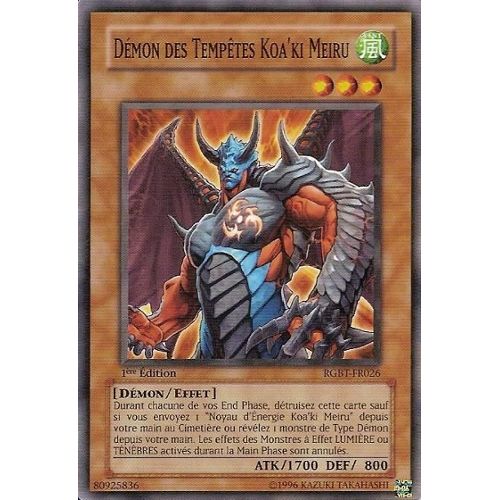 Démon des Tempêtes Koa'ki Meiru
風
1ère Édition
RGBT-FR026
[Démon/Effet]
Durant chacune de vos End Phase, détruisez cette carte sauf
si vous envoyez 1 "Noyau d'Énergie Koa'ki Meiru" depuis
votre main au Cimetière ou révélez 1 monstre de Type Démon
depuis votre main. Les effets des Monstres à Effet LUMIÈRE ou
TÉNÈBRES activés durant la Main Phase sont annulés.
ATK/1700 DEF/ 800
80925836
©1996 KAZUKI TAKAHASHI